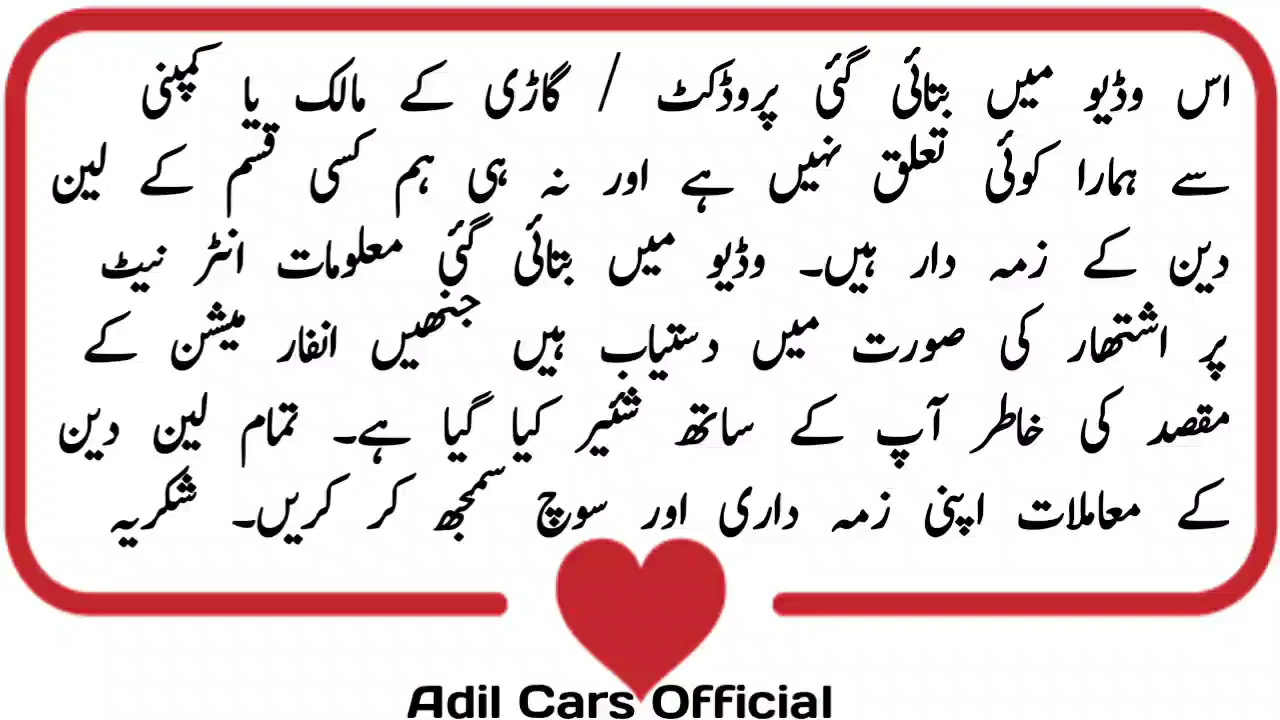 اس وڈیو میں بتائی گئی پروڈکٹ / گاڑی کے مالک یا کمپنی
سے ہمارا کوئی تعلق نہیں ہے اور نہ ہی ہم کسی قسم کے لین
دین کے زمہ دار ہیں۔ وڈیو میں بتائی گئی معلومات انٹر نیٹ
پر اشتھار کی صورت میں دستیاب ہیں جنھیں انفار میشن کے
مقصد کی خاطر آپ کے ساتھ شئیر کیا گیا ہے۔ تمام لین دین
کے معاملات اپنی زمہ داری اور سوچ سمجھ کر کریں۔ شکریہ
Adil Cars Official